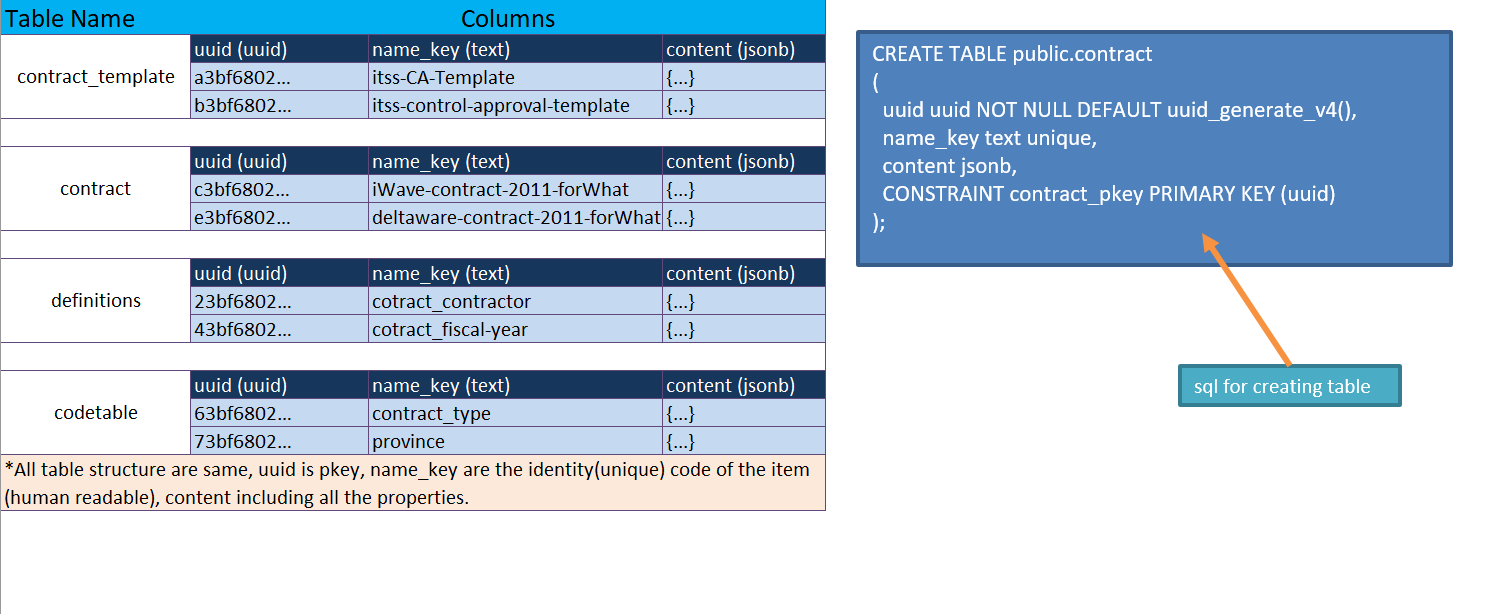 Table Name Columns
uuid (uuid) name_key (text) content (jsonb)
contract_template
a3bf6802... itss-CA-Template {...}
b3bf6802... itss-control-approval-template {...}
uuid (uuid) name_key (text) content (jsonb)
contract
c3bf6802... iWave-contract-2011-forWhat {...}
e3bf6802... deltaware-contract-2011-forWhat {...}
uuid (uuid) name_key (text) content (jsonb)
definitions
23bf6802... cotract_contractor {...}
43bf6802... cotract_fiscal-year {...}
uuid (uuid) name_key (text) content (jsonb)
codetable
63bf6802... contract_type {...}
73bf6802... province {...}
*All table structure are same, uuid is pkey, name_key are the identity(unique) code of the item
(human readable), content including all the properties.
CREATE TABLE public.contract
(
uuid uuid NOT NULL DEFAULT uuid_generate_v4(),
name_key text unique,
content jsonb,
CONSTRAINT contract_pkey PRIMARY KEY (uuid)
);
sql for creating table